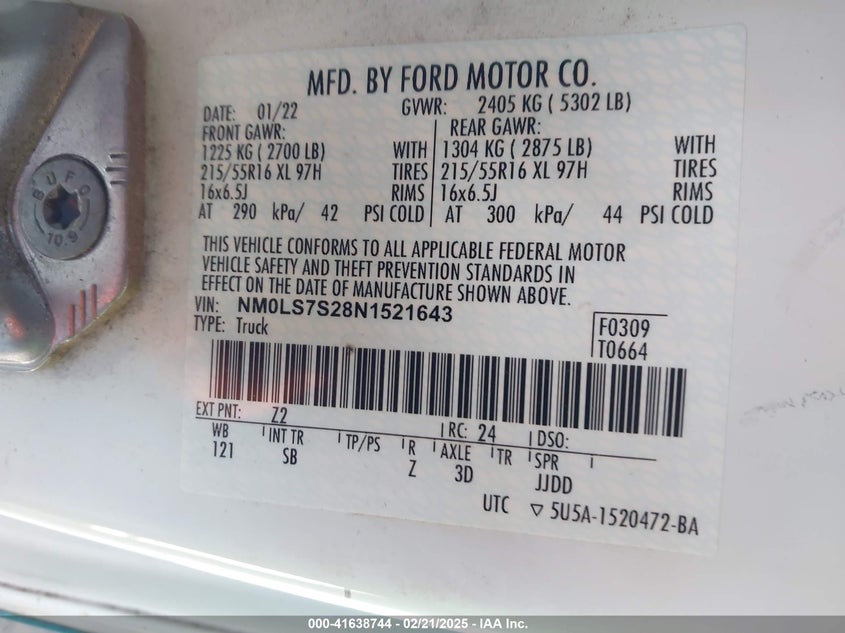 MFD. BY FORD MOTOR CO.
DATE: 01/22 GVWR: 2405 KG ( 5302 LB)
FRONT GAWR: REAR GAWR:
1225 KG ( 2700 LB) WITH 1304 KG ( 2875 LB) WITH
215/55R16 XL 97H TIRES 215/55R16 XL 97H TIRES
16x6.5J RIMS 16x6.5J RIMS
AT 290 kPa/ 42 PSI COLD AT 300 kPa/ 44 PSI COLD
THIS VEHICLE CONFORMS TO ALL APPLICABLE FEDERAL MOTOR
VEHICLE SAFETY AND THEFT PREVENTION STANDARDS IN
EFFECT ON THE DATE OF MANUFACTURE SHOWN ABOVE.
VIN: NM0LS7S28N1521643
TYPE: Truck
F0309
T0664
EXT PNT: Z2 RC: 24 DSO:
WB INT TR TP/PS R AXLE TR SPR
121 SB Z 3D JJDD
UTC ▽ 5U5A-1520472-BA
BUFO
10.9
000-41638744 - 02/21/2025 - IAA Inc.